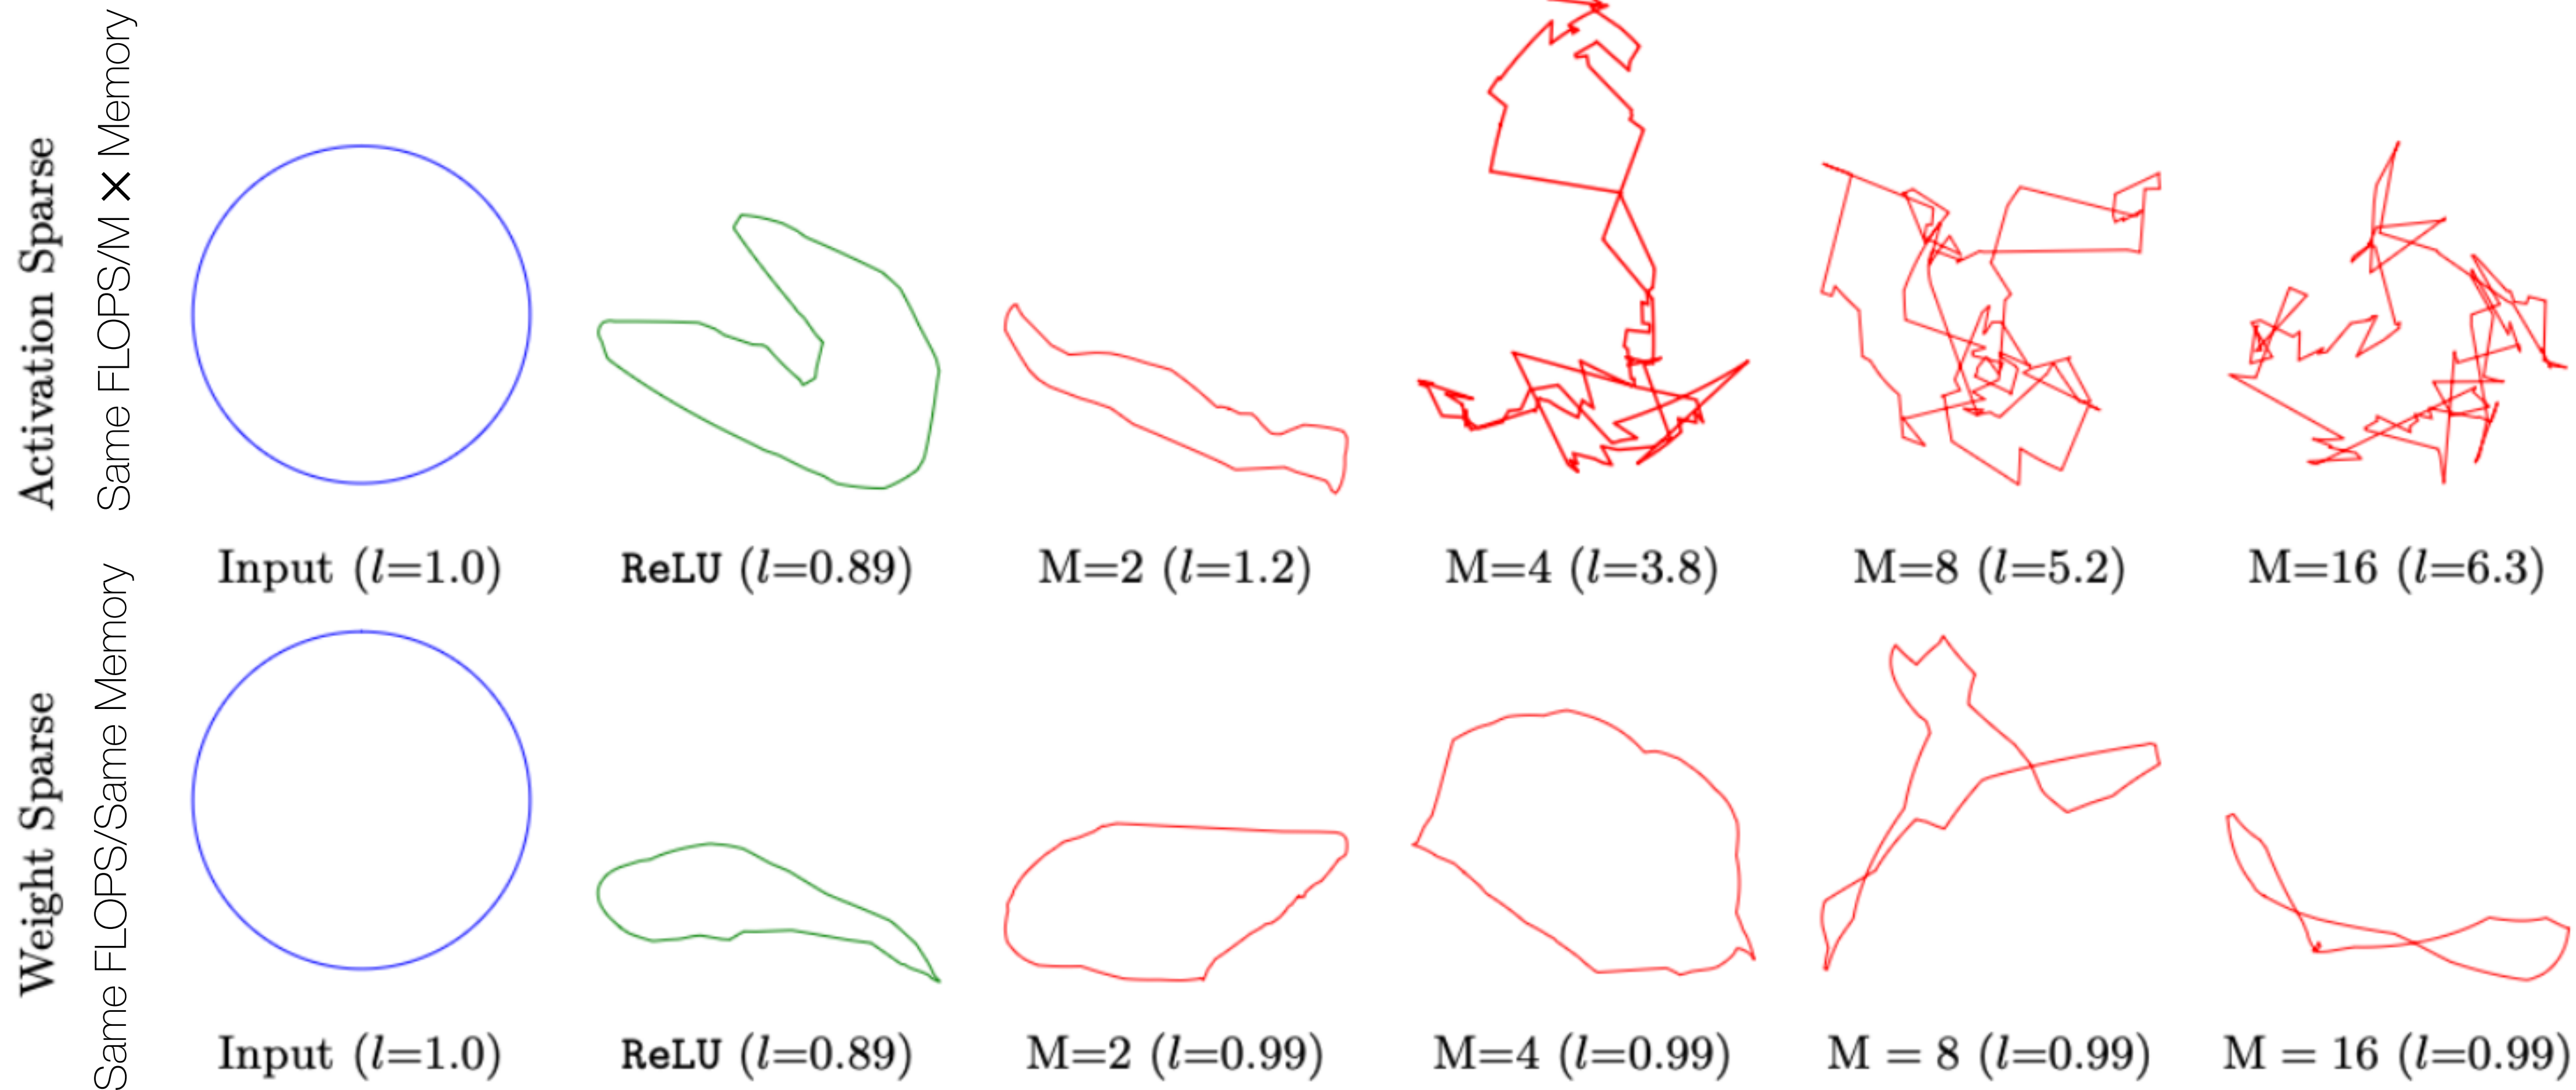 Activation Sparse
Same FLOPS/M × Memory
Input (l=1.0)
ReLU (l=0.89)
M=2 (l=1.2)
M=4 (l=3.8)
M=8 (l=5.2)
M=16 (l=6.3)
Weight Sparse
Same FLOPS/Same Memory
Input (l=1.0)
ReLU (l=0.89)
M=2 (l=0.99)
M=4 (l=0.99)
M = 8 (l=0.99)
M = 16 (l=0.99)